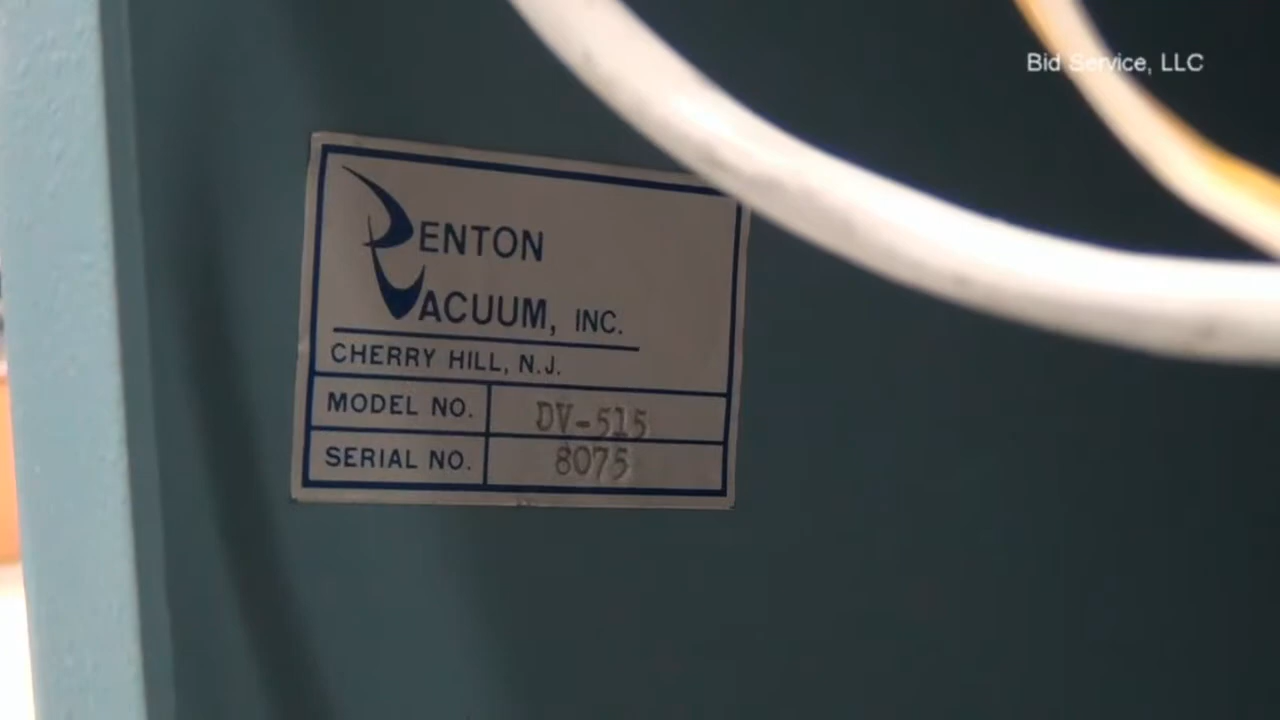 Bid Service, LLC
DENTON
VACUUM, INC.
CHERRY HILL, N.J.
MODEL NO. DV-515
SERIAL NO. 8075